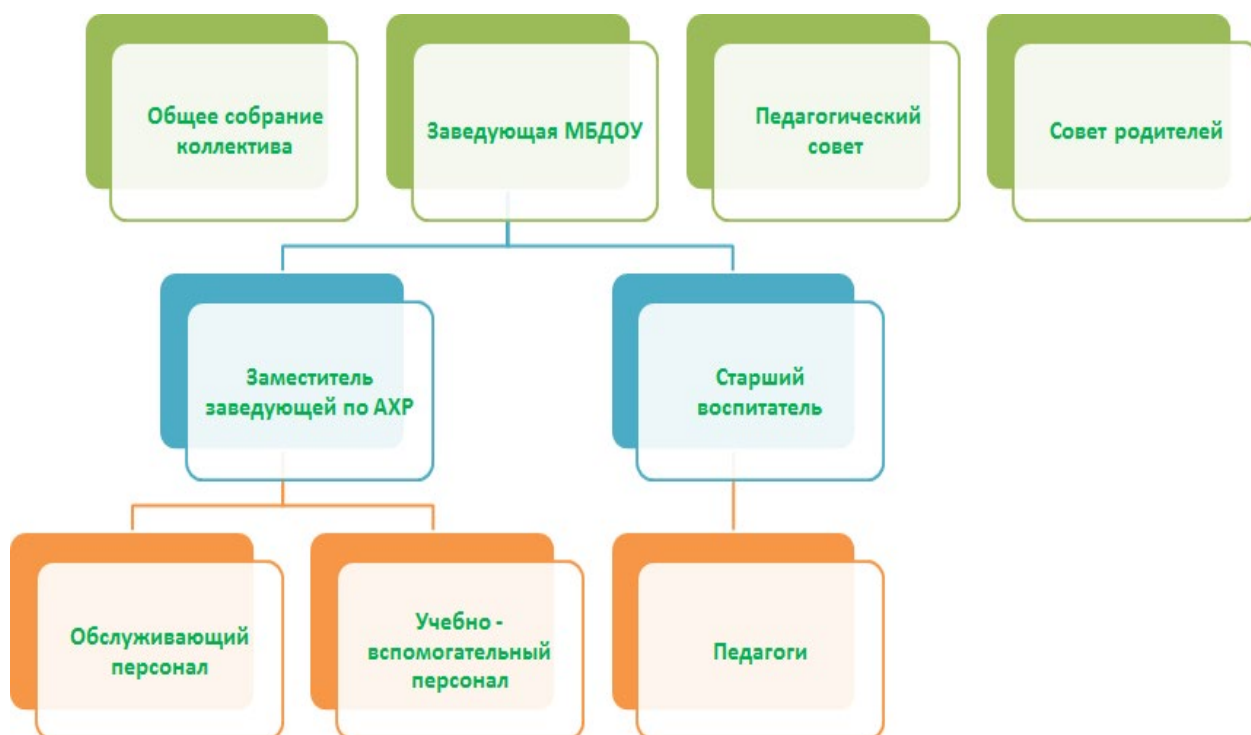 Общее собрание
коллектива
Заведующая МБДОУ
Педагогический
совет
Совет родителей
Заместитель
заведующей по АХР
Старший
воспитатель
Обслуживающий
персонал
Учебно -
вспомогательный
персонал
Педагоги